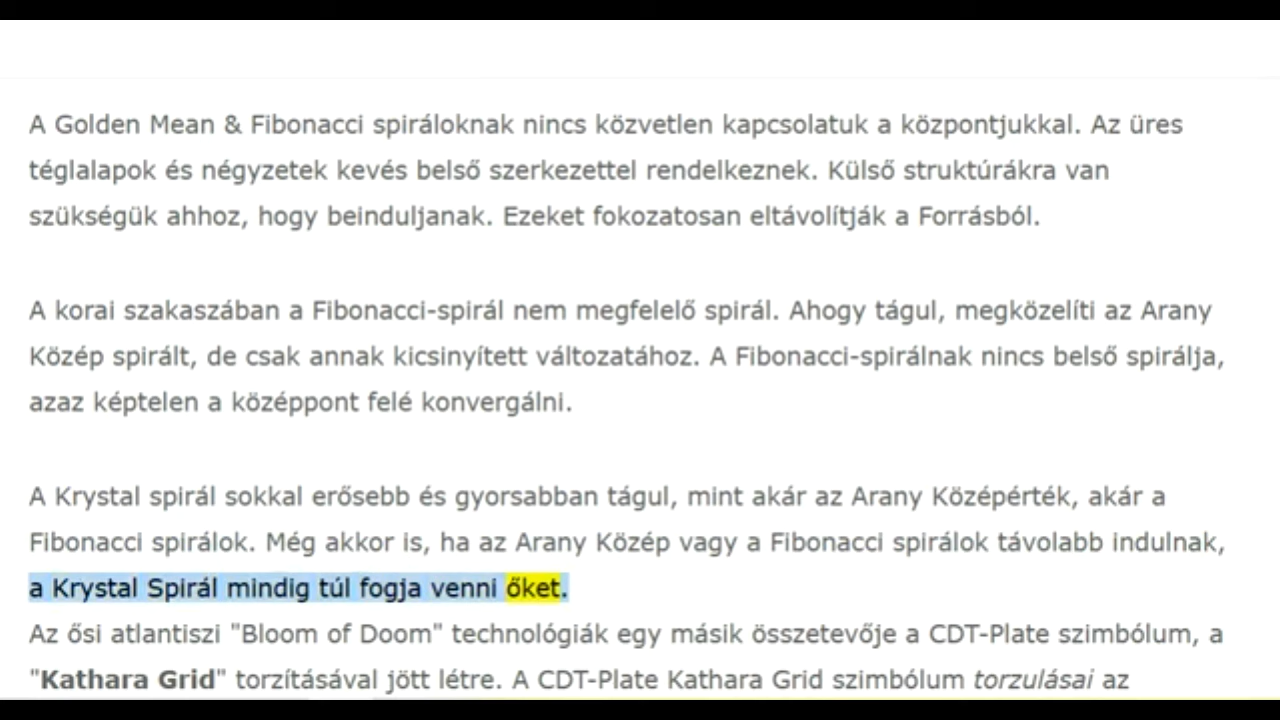 A Golden Mean & Fibonacci spiráloknak nincs közvetlen kapcsolatuk a központjukkal. Az üres
téglalapok és négyzetek kevés belső szerkezettel rendelkeznek. Külső struktúrákra van
szükségük ahhoz, hogy beinduljanak. Ezeket fokozatosan eltávolítják a Forrásból.
A korai szakaszában a Fibonacci-spirál nem megfelelő spirál. Ahogy tágul, megközelíti az Arany
Közép spirált, de csak annak kicsinyített változatához. A Fibonacci-spirálnak nincs belső spirálja,
azaz képtelen a középpont felé konvergálni.
A Krystal spirál sokkal erősebb és gyorsabban tágul, mint akár az Arany Középérték, akár a
Fibonacci spirálok. Még akkor is, ha az Arany Közép vagy a Fibonacci spirálok távolabb indulnak,
a Krystal Spirál mindig túl fogja venni őket.
Az ősi atlantiszi "Bloom of Doom" technológiák egy másik összetevője a CDT-Plate szimbólum, a
"Kathara Grid" torzításával jött létre. A CDT-Plate Kathara Grid szimbólum torzulásai az